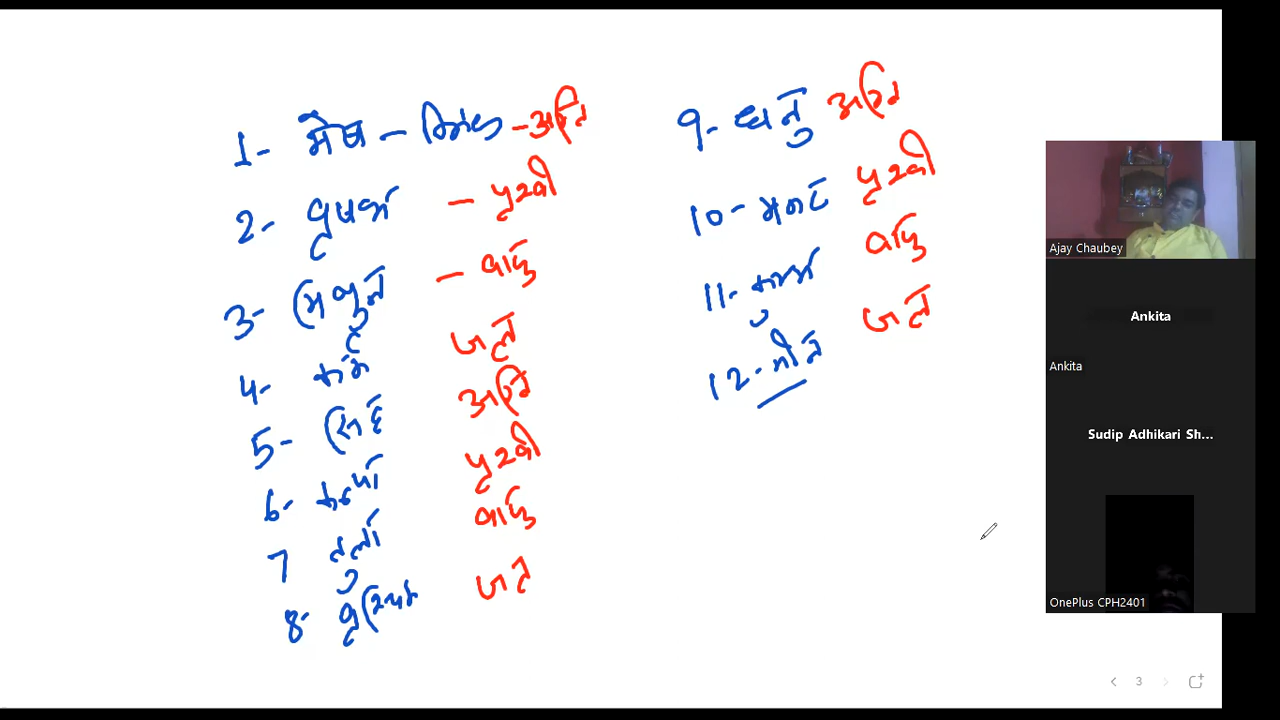 1- मेष - - अग्नि
2- वृषभ - पृथ्वी
3- मिथुन - वायु
4- कर्क जल
5- सिंह अग्नि
6- कन्या पृथ्वी
7 तुला वायु
8- वृश्चिक जल
9- धनु अग्नि
10- मकर पृथ्वी
11- कुम्भ वायु
12- मीन जल
Ajay Chaubey
Ankita
Ankita
Sudip Adhikari Sh...
OnePlus CPH2401
< 3 >